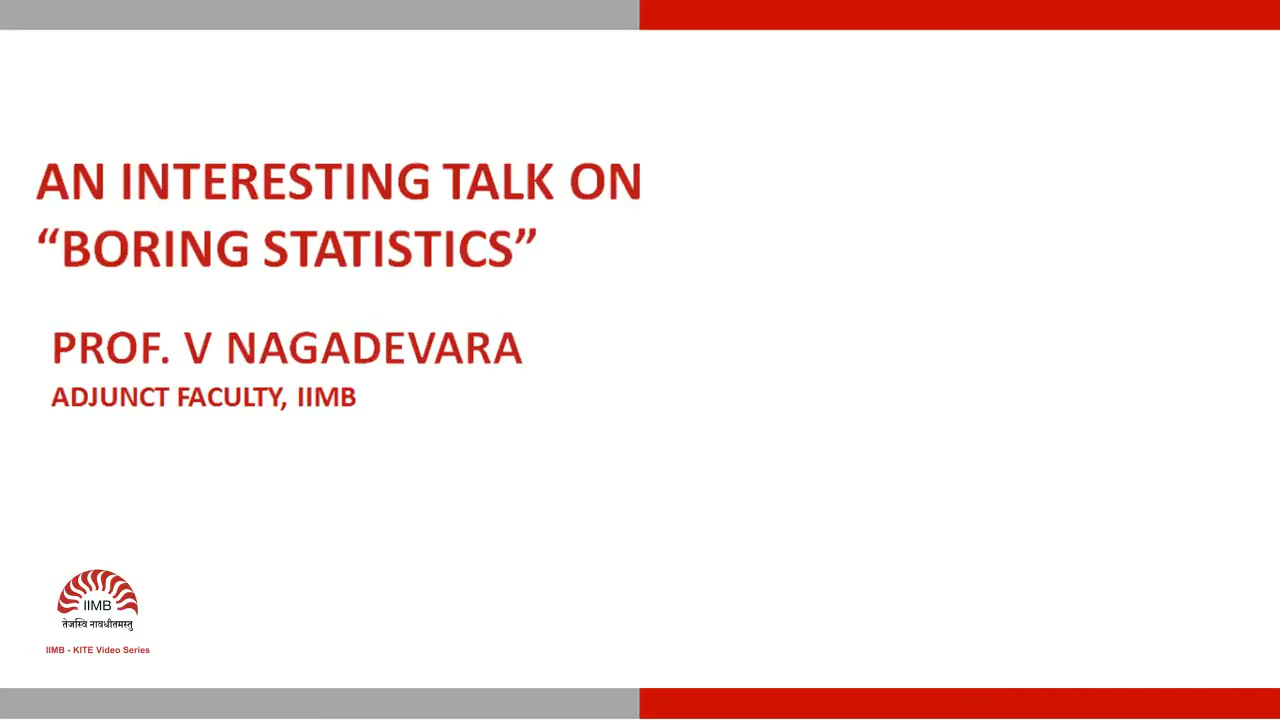 AN INTERESTING TALK ON
“BORING STATISTICS”
PROF. V NAGADEVARA
ADJUNCT FACULTY, IIMB
IIMB
तेजस्वि नावधीतमस्तु
IIMB - KITE Video Series